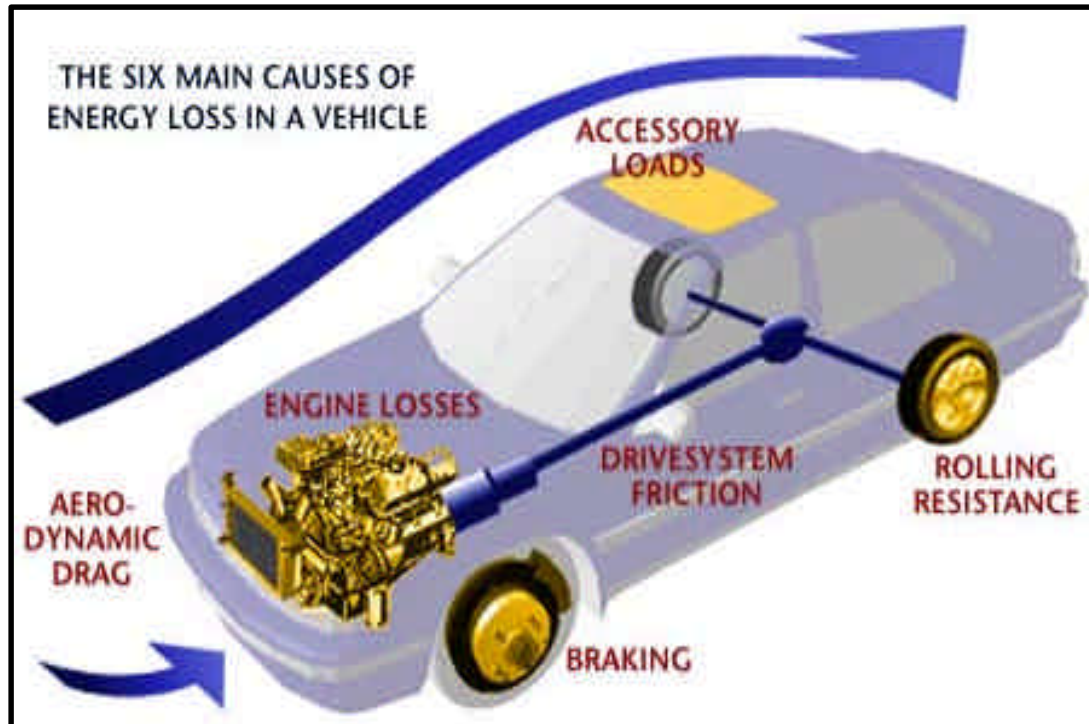 THE SIX MAIN CAUSES OF
ENERGY LOSS IN A VEHICLE
ACCESSORY
LOADS
ENGINE LOSSES
DRIVESYSTEM
FRICTION
ROLLING
RESISTANCE
AERO-
DYNAMIC
DRAG
BRAKING